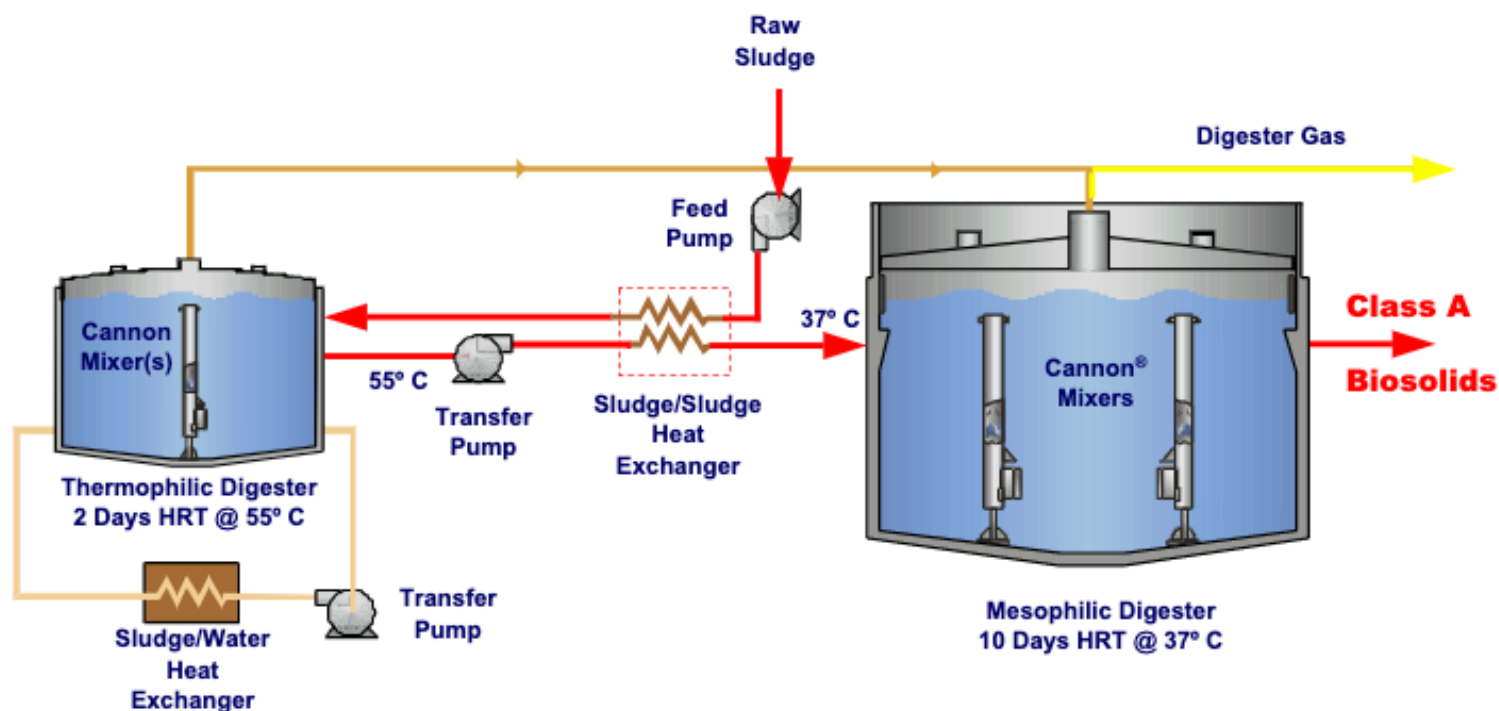 Raw
Sludge
Digester Gas
Feed
Pump
Cannon
Mixer(s)
55º C
37º C
Transfer
Pump
Sludge/Sludge
Heat
Exchanger
Cannon®
Mixers
Class A
Biosolids
Thermophilic Digester
2 Days HRT @ 55º C
Transfer
Pump
Sludge/Water
Heat
Exchanger
Mesophilic Digester
10 Days HRT @ 37º C